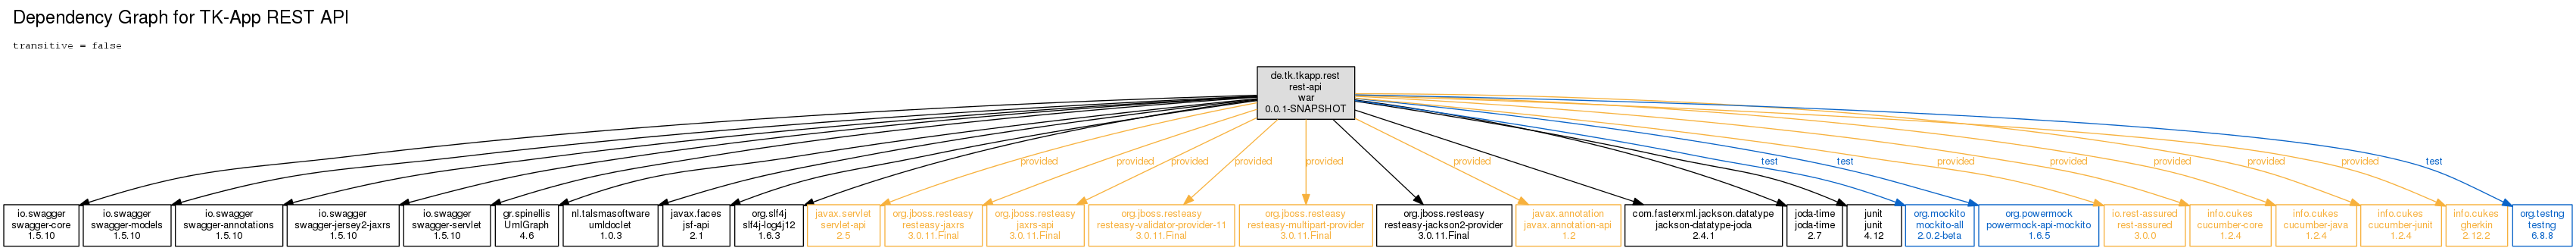 Dependency Graph for TK-App REST API
transitive = false
de.tk.tkapp.rest
rest-api
war
0.0.1-SNAPSHOT
provided
provided
provided
provided
provided
provided
test
test
provided
provided
provided
provided
provided
test
io.swagger
swagger-core
1.5.10
io.swagger
swagger-models
1.5.10
io.swagger
swagger-annotations
1.5.10
io.swagger
swagger-jersey2-jaxrs
1.5.10
io.swagger
swagger-servlet
1.5.10
gr.spinellis
UmlGraph
4.6
nl.talsmasoftware
umldoclet
1.0.3
javax.faces
jsf-api
2.1
org.slf4j
slf4j-log4j12
1.6.3
javax.servlet
servlet-api
2.5
org.jboss.resteasy
resteasy-jaxrs
3.0.11.Final
org.jboss.resteasy
jaxrs-api
3.0.11.Final
org.jboss.resteasy
resteasy-validator-provider-11
3.0.11.Final
org.jboss.resteasy
resteasy-multipart-provider
3.0.11.Final
org.jboss.resteasy
resteasy-jackson2-provider
3.0.11.Final
javax.annotation
javax.annotation-api
1.2
com.fasterxml.jackson.datatype
jackson-datatype-joda
2.4.1
joda-time
joda-time
2.7
junit
junit
4.12
org.mockito
mockito-all
2.0.2-beta
org.powermock
powermock-api-mockito
1.6.5
io.rest-assured
rest-assured
3.0.0
info.cukes
cucumber-core
1.2.4
info.cukes
cucumber-java
1.2.4
info.cukes
cucumber-junit
1.2.4
info.cukes
gherkin
2.12.2
org.testng
testng
6.8.8